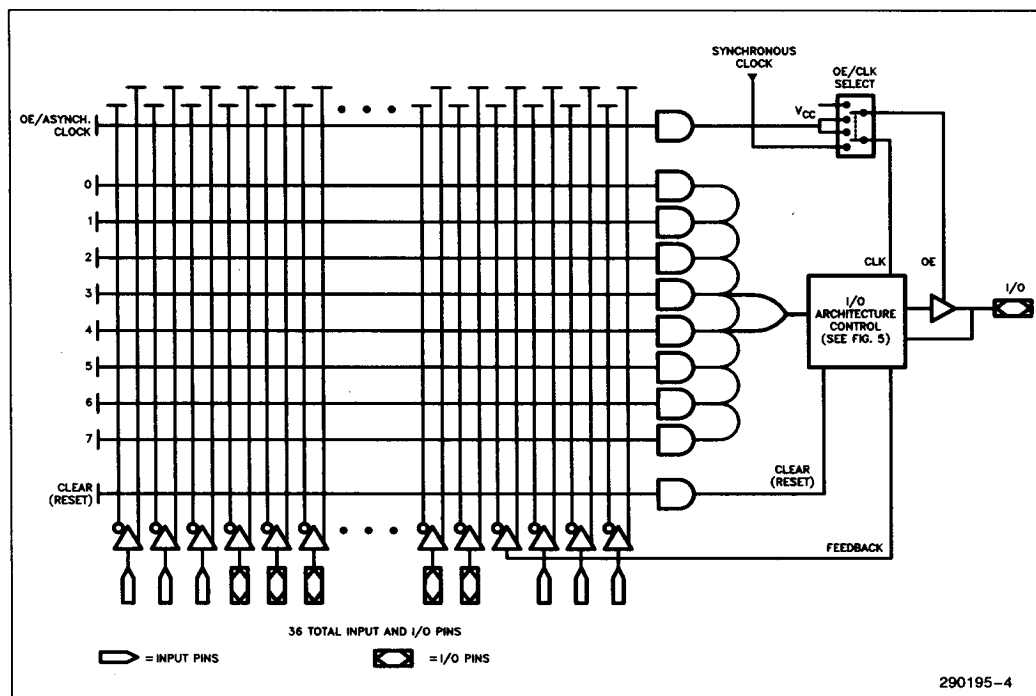 SYNCHRONOUS
CLOCK
OE/CLK
SELECT
OE/ASYNCH.
CLOCK
VCC
0
1
2
3
4
5
6
7
CLK
OE
I/O
I/O
ARCHITECTURE
CONTROL
(SEE FIG. 5)
CLEAR
(RESET)
CLEAR
(RESET)
FEEDBACK
36 TOTAL INPUT AND I/O PINS
= INPUT PINS
= I/O PINS
290195-4